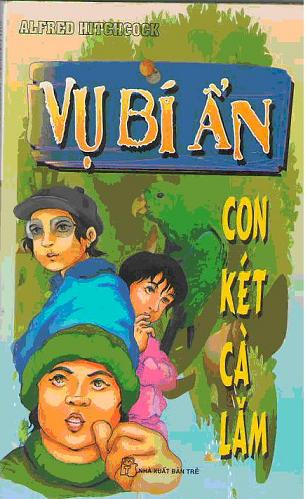 ALFRED HITCHCOCK
VỤ BÍ ẨN
CON
KÉT
CÀ
LĂM
NHÀ XUẤT BẢN TRẺ